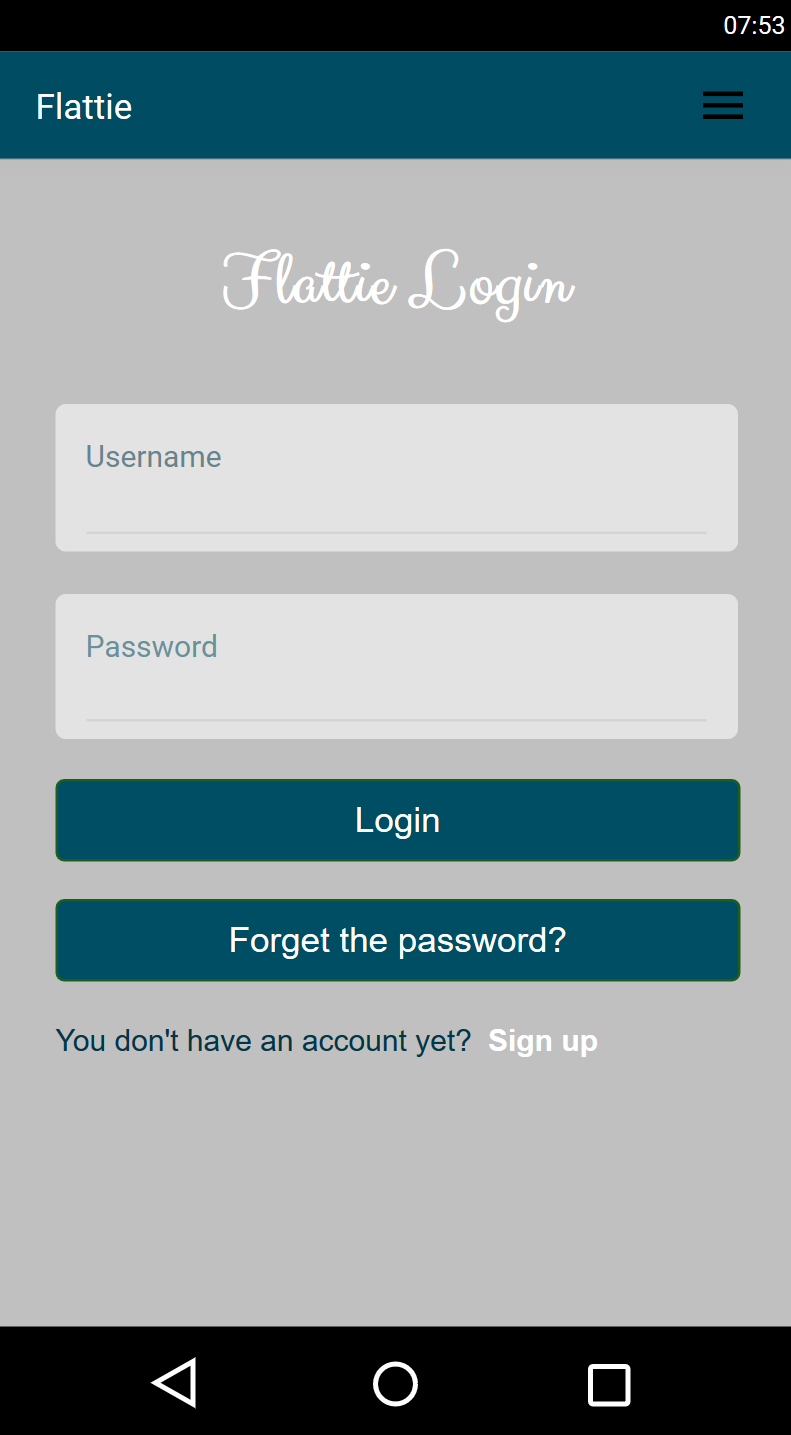 07:53
Flattie
Flattie Login
Username
Password
Login
Forget the password?
You don't have an account yet? Sign up